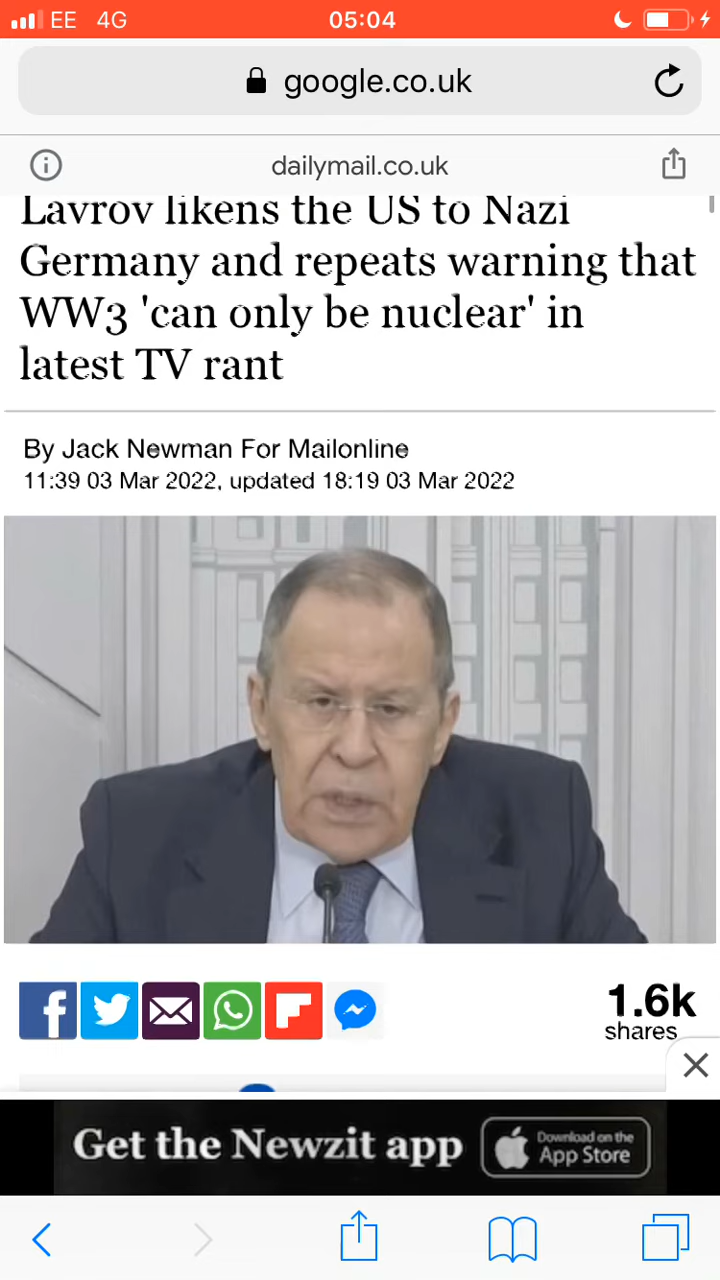 EE 4G 05:04
google.co.uk
dailymail.co.uk
Lavrov likens the US to Nazi
Germany and repeats warning that
WW3 'can only be nuclear' in
latest TV rant
By Jack Newman For Mailonline
11:39 03 Mar 2022, updated 18:19 03 Mar 2022
1.6k
shares
Get the Newzit app
Download on the
App Store